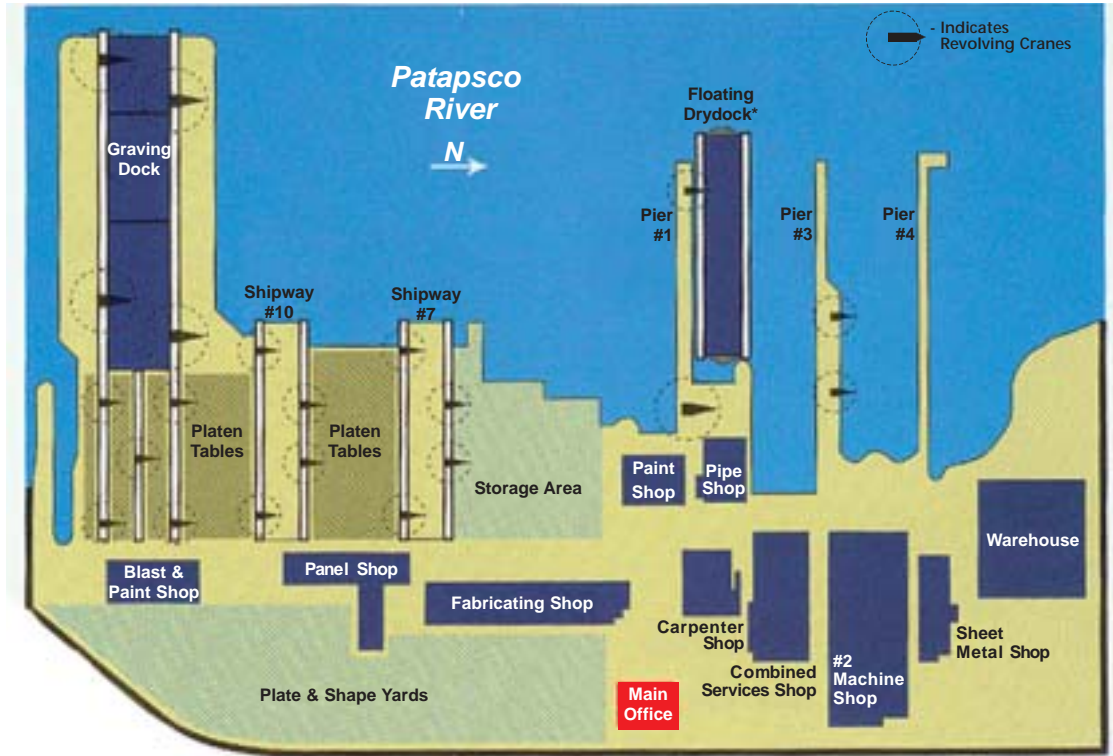 - Indicates
Revolving Cranes
Patapsco
River
N
Floating
Drydock*
Graving
Dock
Pier
#1
Pier
#3
Pier
#4
Shipway
#10
Shipway
#7
Platen
Tables
Platen
Tables
Storage Area
Paint
Shop
Pipe
Shop
Warehouse
Blast &
Paint Shop
Panel Shop
Fabricating Shop
Carpenter
Shop
Combined
Services Shop
#2
Machine
Shop
Sheet
Metal Shop
Plate & Shape Yards
Main
Office